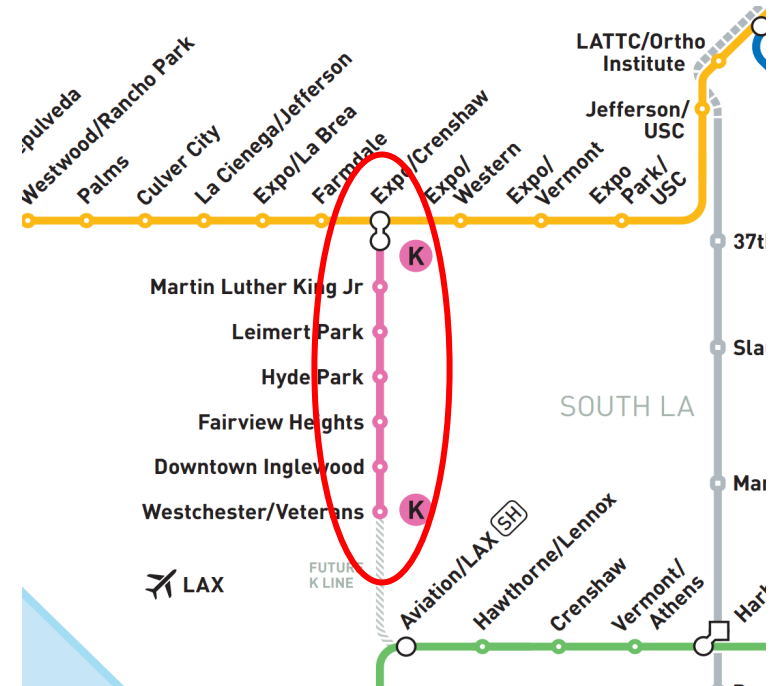 LATTC/Ortho
Institute
Jefferson/
USC
Westwood/Rancho Park
Palms
Culver City
La Cienega/Jefferson
Expo/La Brea
Farmdale
Expo/Crenshaw
Expo/
Western
Expo/
Vermont
Expo
Park/
USC
K
Martin Luther King Jr
Leimert Park
Hyde Park
Fairview Heights
Downtown Inglewood
Westchester/Veterans
K
SOUTH LA
FUTURE
K LINE
LAX
Aviation/LAX SH
Hawthorne/Lennox
Crenshaw
Vermont/
Athens